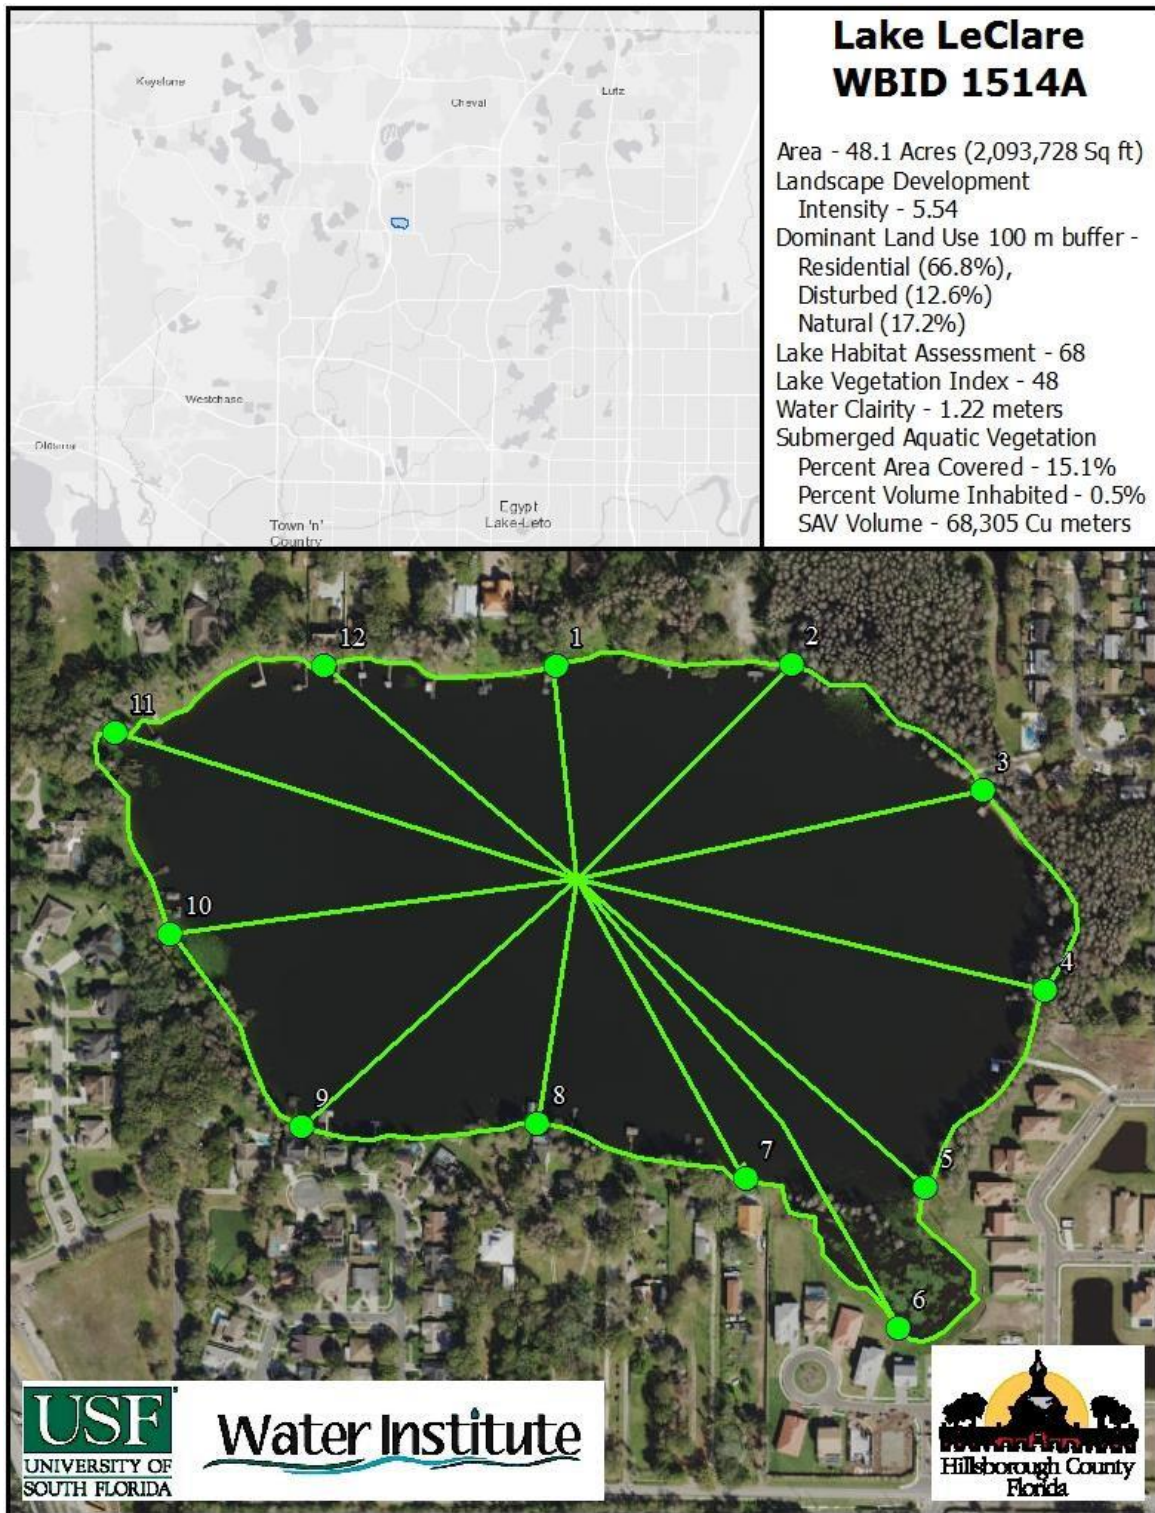 Keystone
Cheval
Lutz
Westchase
Oldsmar
Egypt
Lake-Leto
Town 'n'
Country
Lake LeClare
WBID 1514A
Area - 48.1 Acres (2,093,728 Sq ft)
Landscape Development
Intensity - 5.54
Dominant Land Use 100 m buffer -
Residential (66.8%),
Disturbed (12.6%)
Natural (17.2%)
Lake Habitat Assessment - 68
Lake Vegetation Index - 48
Water Clairity - 1.22 meters
Submerged Aquatic Vegetation
Percent Area Covered - 15.1%
Percent Volume Inhabited - 0.5%
SAV Volume - 68,305 Cu meters
12
1
2
11
3
10
4
9
8
7
5
6
USF
UNIVERSITY OF
SOUTH FLORIDA
Water Institute
Hillsborough County
Florida